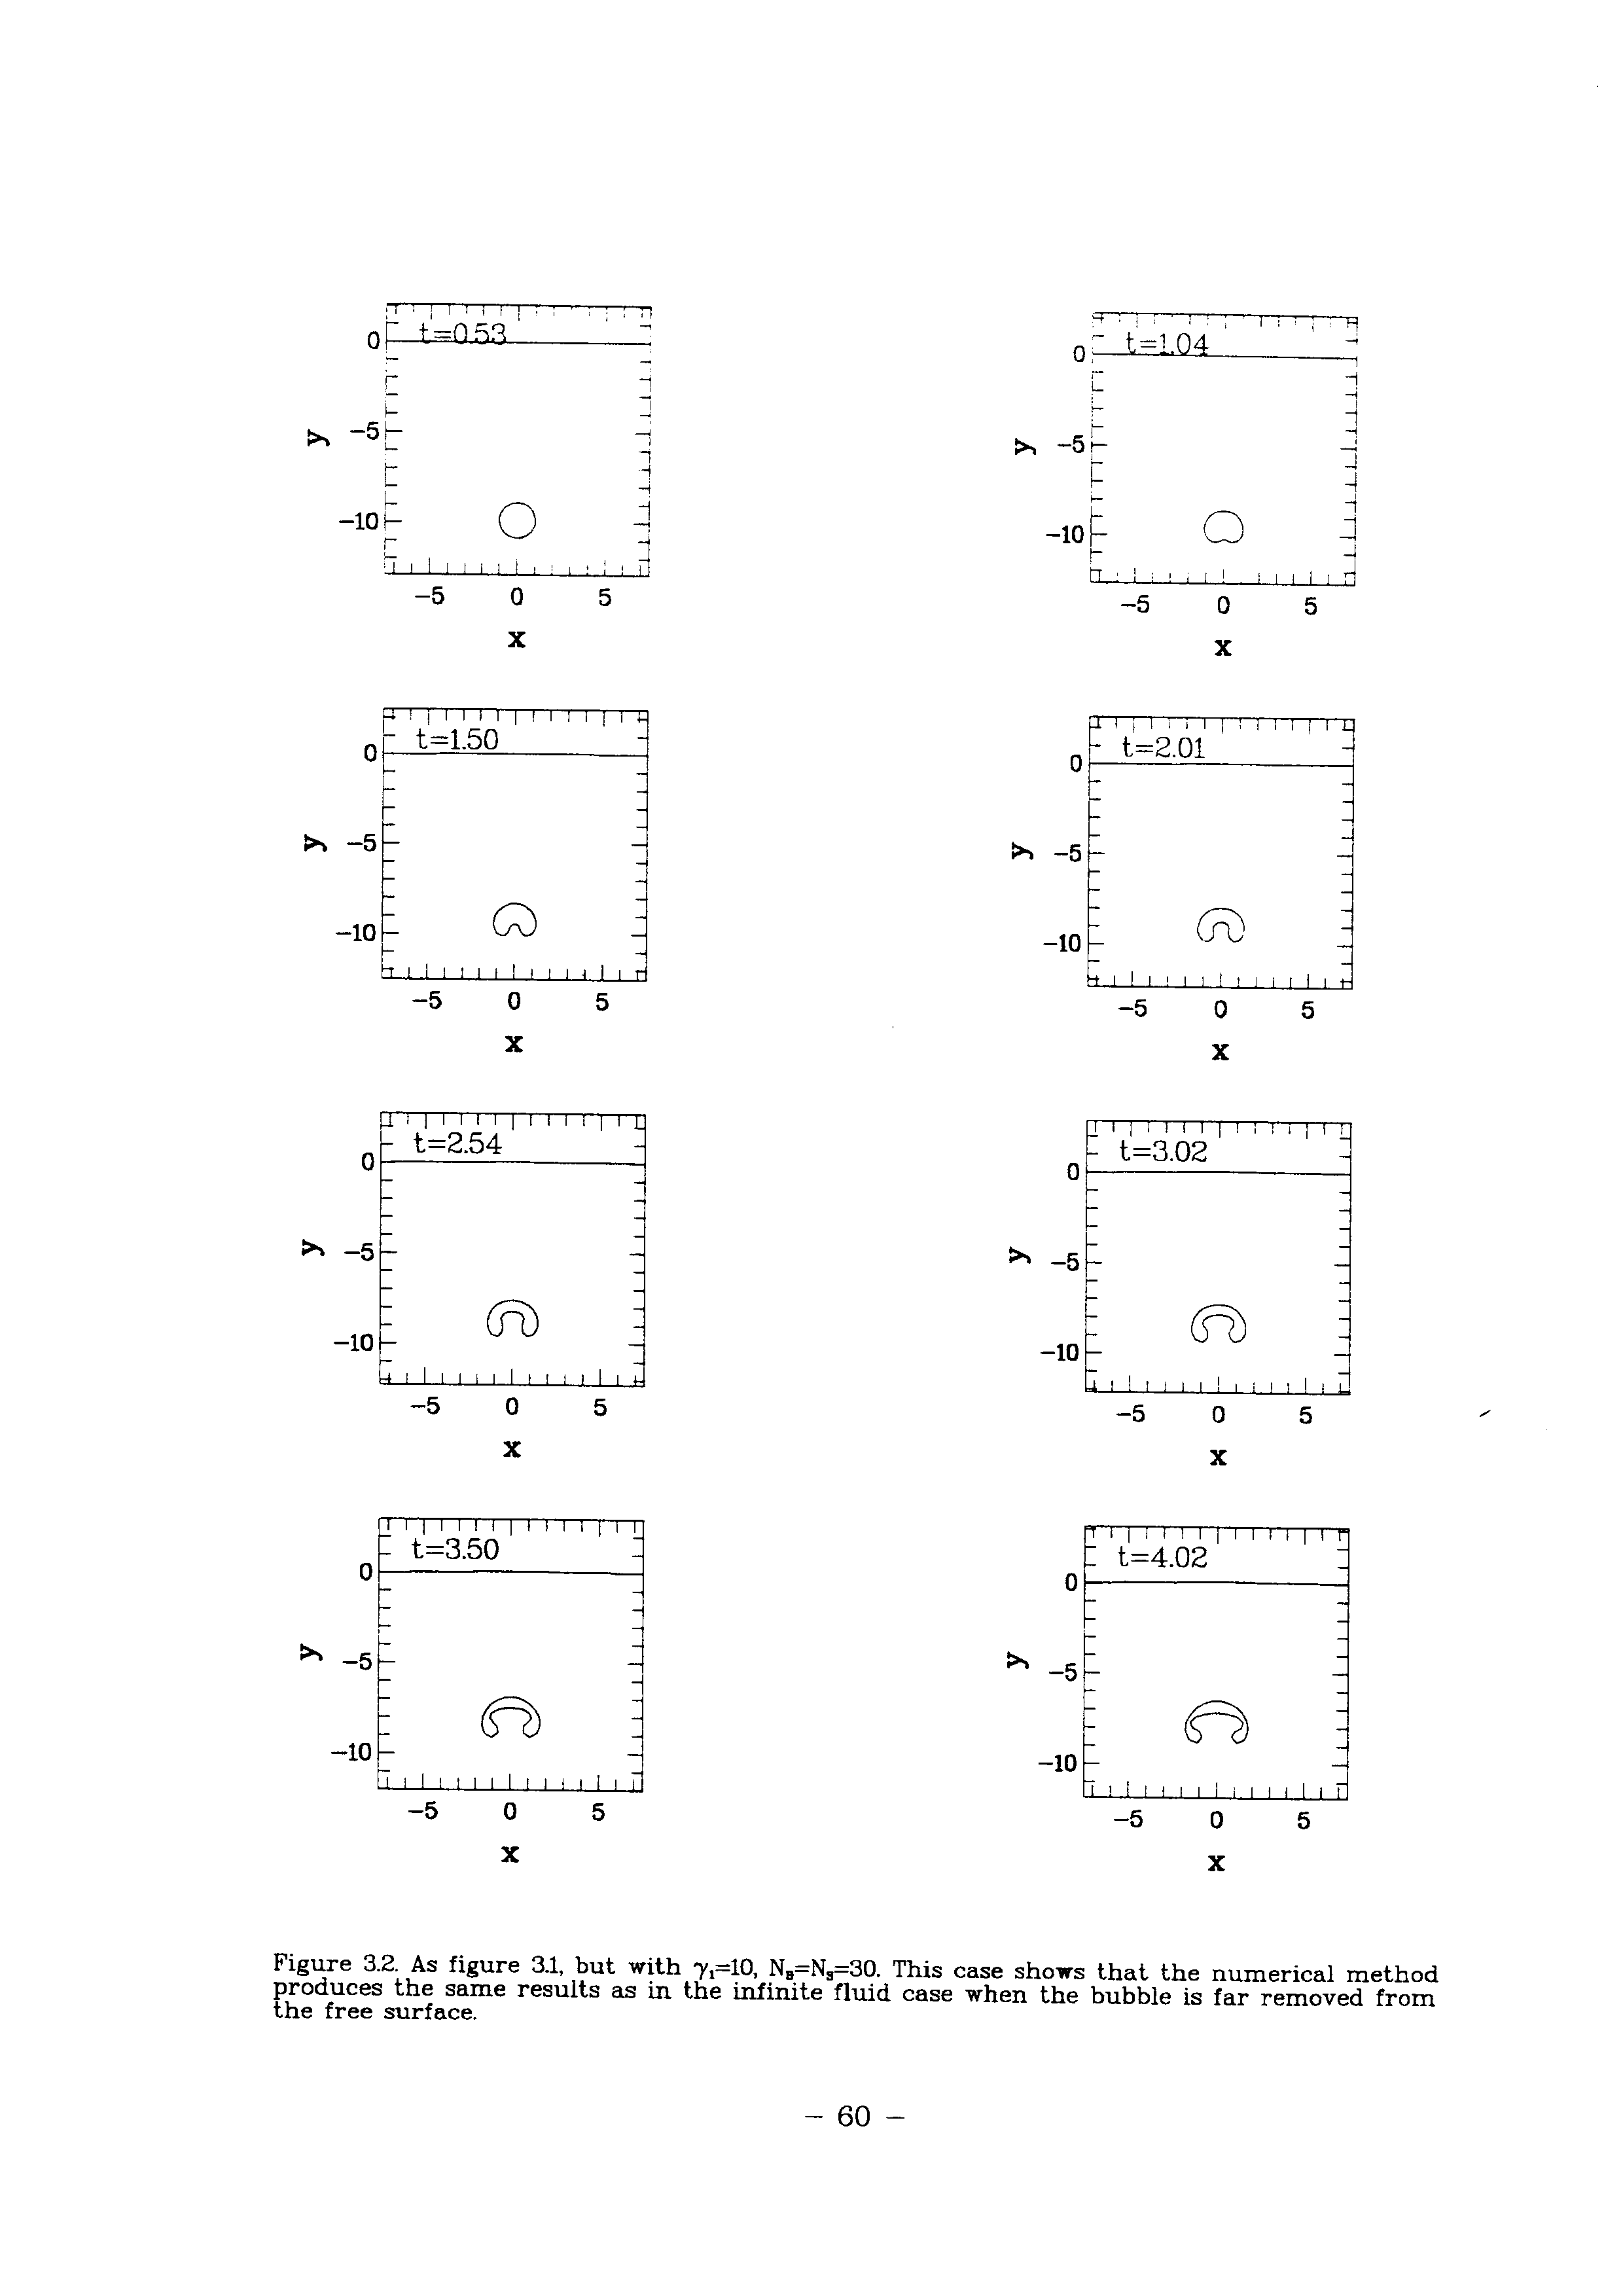 t=0.53
0
−5
−10
y
−5 0 5
x
t=1.04
0
−5
−10
y
−5 0 5
x
t=1.50
0
−5
−10
y
−5 0 5
x
t=2.01
0
−5
−10
y
−5 0 5
x
t=2.54
0
−5
−10
y
−5 0 5
x
t=3.02
0
−5
−10
y
−5 0 5
x
t=3.50
0
−5
−10
y
−5 0 5
x
t=4.02
0
−5
−10
y
−5 0 5
x
Figure 3.2. As figure 3.1, but with γ₁=10, N_B=N_S=30. This case shows that the numerical method
produces the same results as in the infinite fluid case when the bubble is far removed from
the free surface.
− 60 −